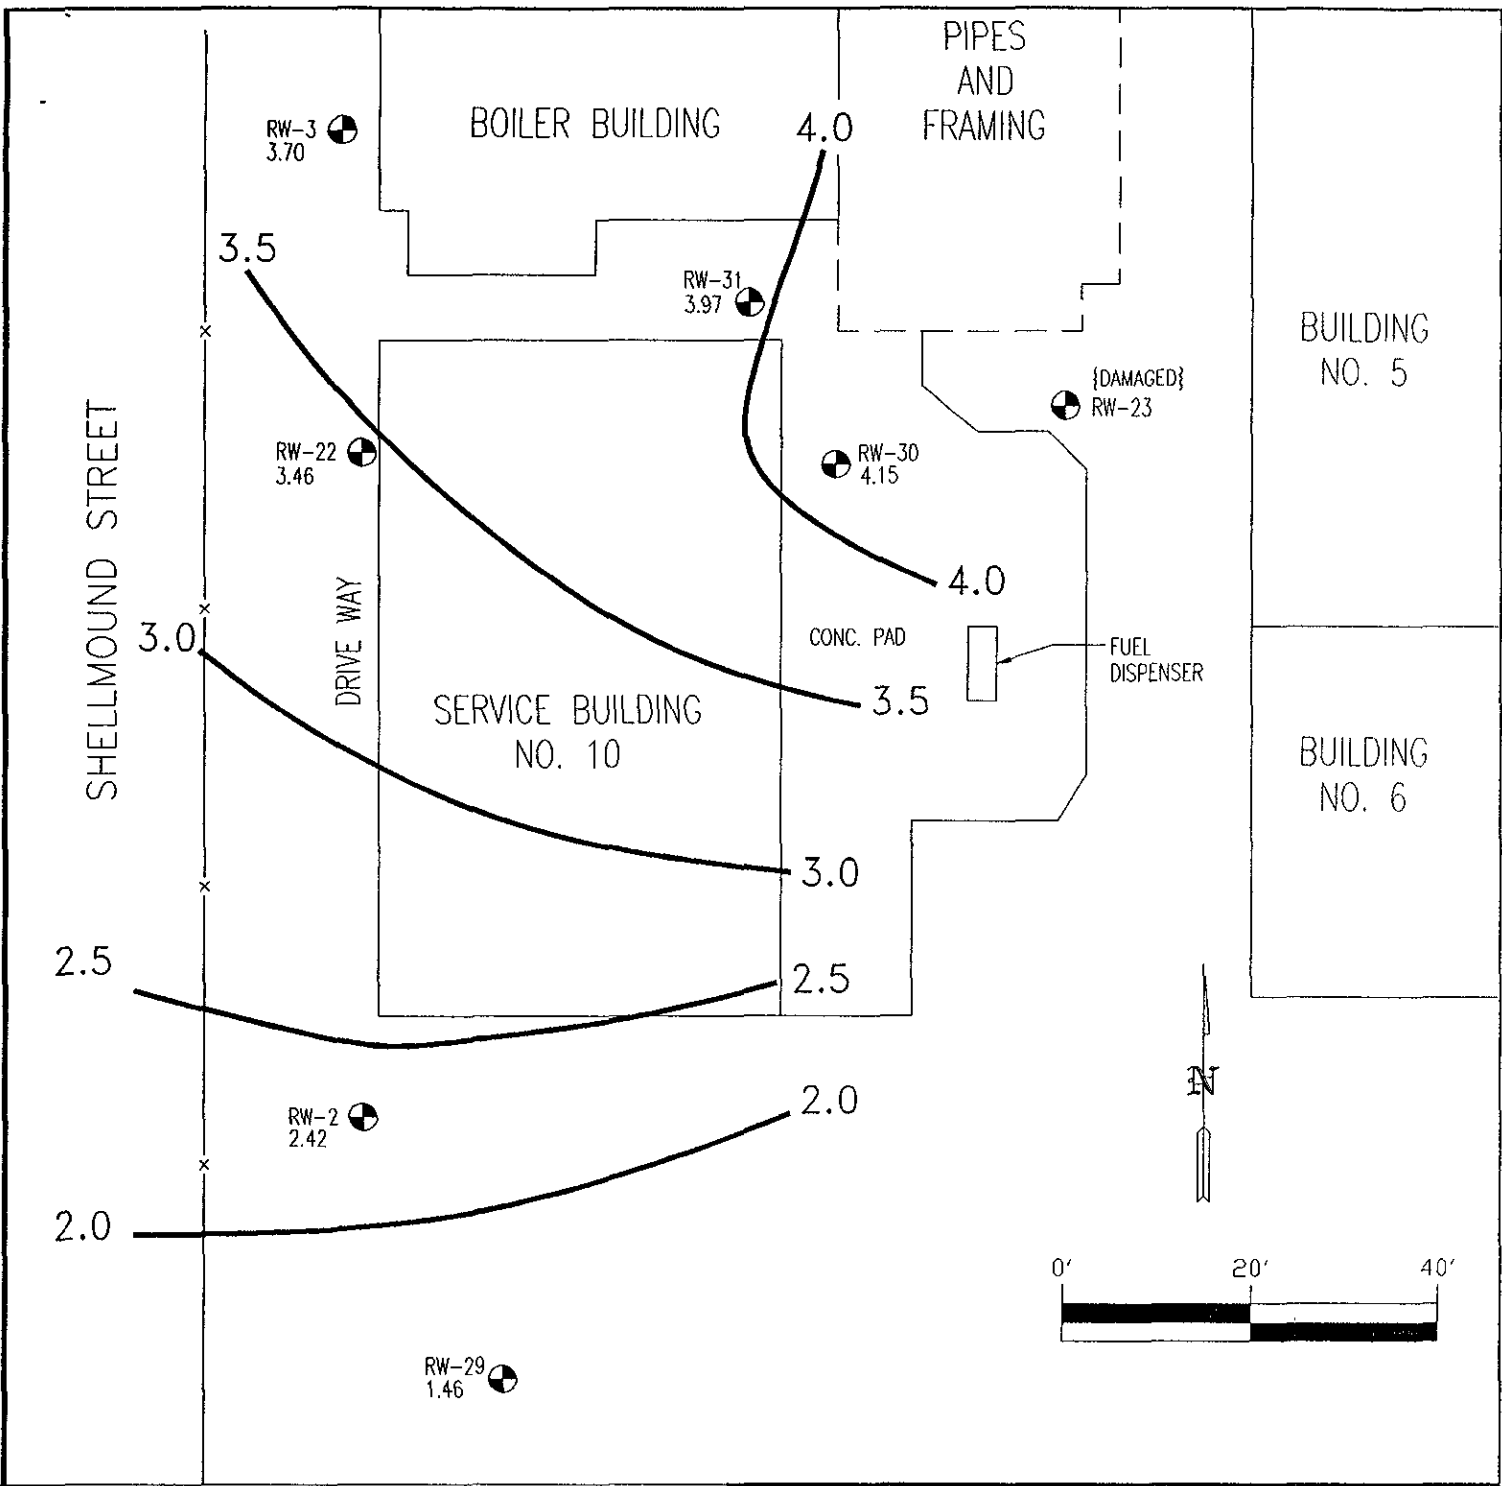 PIPES
AND
FRAMING
BOILER BUILDING
4.0
RW-3
3.70
3.5
RW-31
3.97
BUILDING
NO. 5
{DAMAGED}
RW-23
RW-22
3.46
RW-30
4.15
SHELLMOUND STREET
4.0
DRIVE WAY
3.0
CONC. PAD
FUEL
DISPENSER
3.5
SERVICE BUILDING
NO. 10
BUILDING
NO. 6
3.0
2.5
2.5
N
2.0
RW-2
2.42
2.0
0' 20' 40'
RW-29
1.46